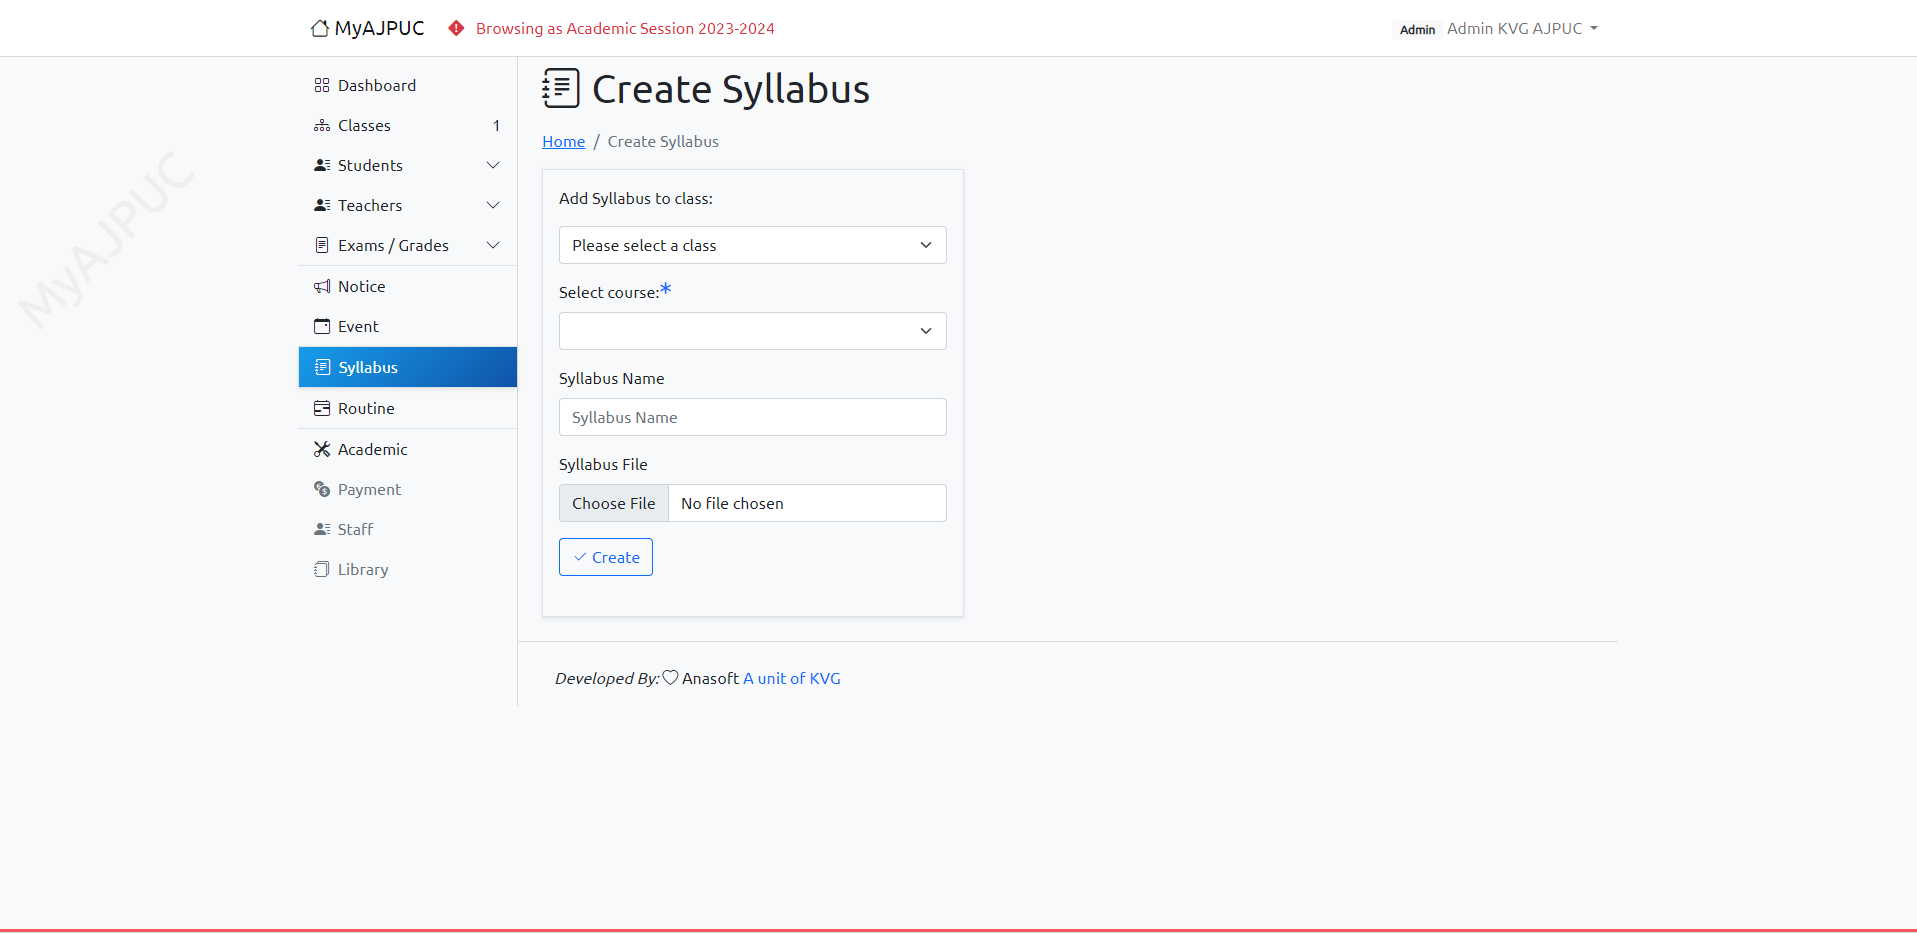 MyAJPUC
Browsing as Academic Session 2023-2024
Admin
Admin KVG AJPUC
Dashboard
Classes 1
Students
Teachers
Exams / Grades
Notice
Event
Syllabus
Routine
Academic
Payment
Staff
Library
MyAJPUC
Create Syllabus
Home / Create Syllabus
Add Syllabus to class:
Please select a class
Select course:*
Syllabus Name
Syllabus Name
Syllabus File
Choose File No file chosen
Create
Developed By: Anasoft A unit of KVG